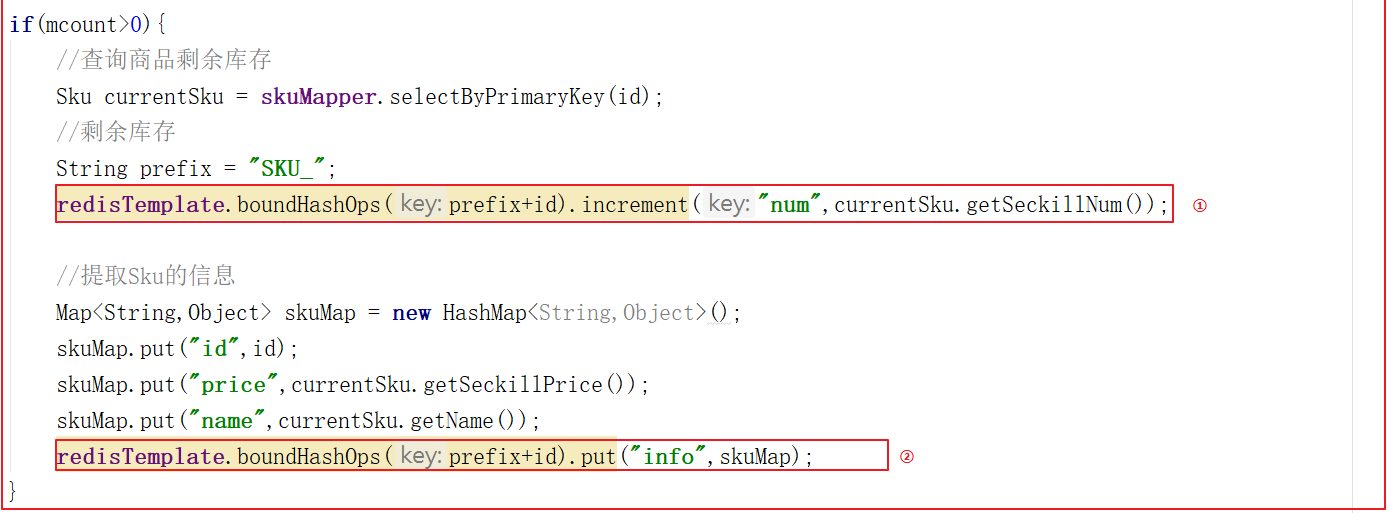 if(mcount>0){
//查询商品剩余库存
Sku currentSku = skuMapper.selectByPrimaryKey(id);
//剩余库存
String prefix = "SKU_";
redisTemplate.boundHashOps( key: prefix+id).increment( key: "num",currentSku.getSeckillNum()); ①
//提取Sku的信息
Map<String,Object> skuMap = new HashMap<String,Object>();
skuMap.put("id",id);
skuMap.put("price",currentSku.getSeckillPrice());
skuMap.put("name",currentSku.getName());
redisTemplate.boundHashOps( key: prefix+id).put("info",skuMap); ②
}